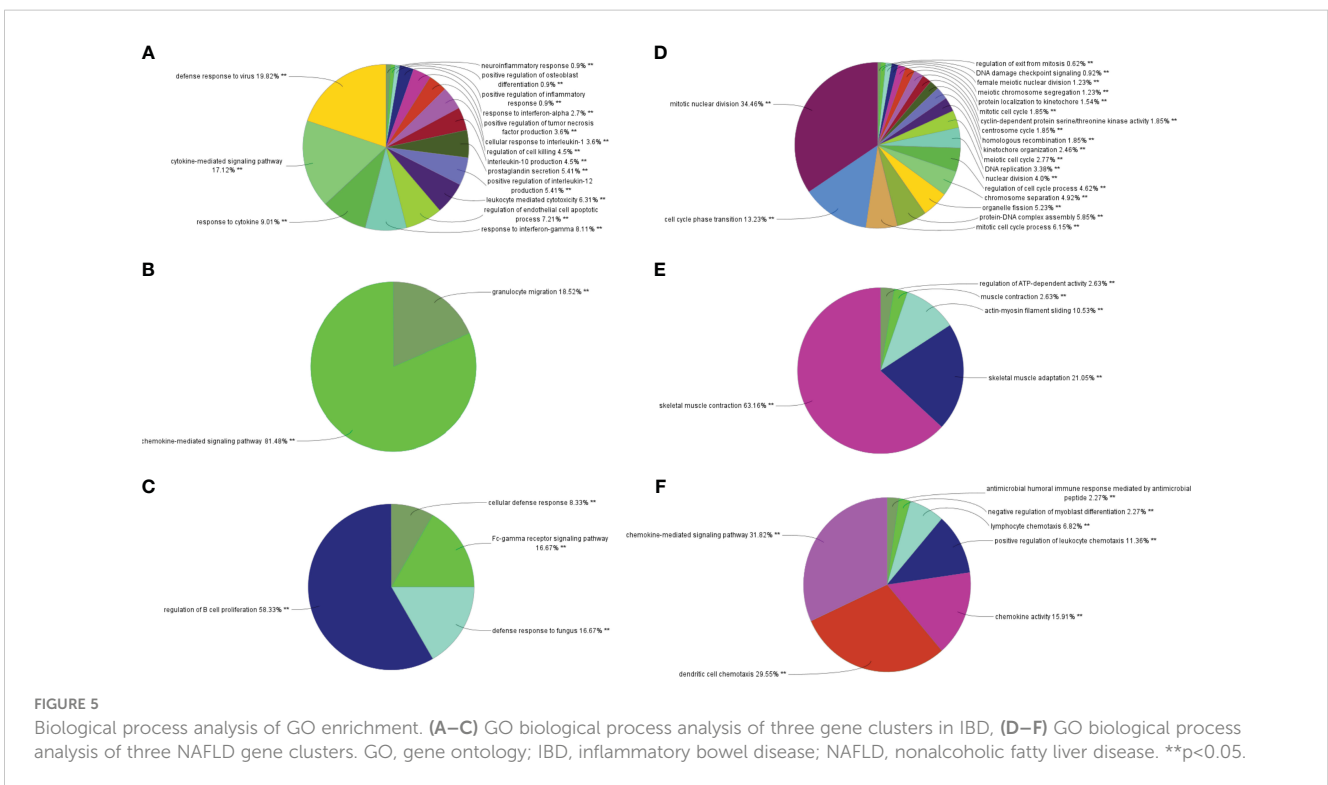 A
defense response to virus 19.82% **
cytokine-mediated signaling pathway
17.12% **
response to cytokine 9.01% **
neuroinflammatory response 0.9% **
positive regulation of osteoblast
differentiation 0.9% **
positive regulation of inflammatory
response 0.9% **
response to interferon-alpha 2.7% **
positive regulation of tumor necrosis
factor production 3.6% **
cellular response to interleukin-1 3.6% **
regulation of cell killing 4.5% **
interleukin-10 production 4.5% **
prostaglandin secretion 5.41% **
positive regulation of interleukin-12
production 5.41% **
leukocyte mediated cytotoxicity 6.31% **
regulation of endothelial cell apoptotic
process 7.21% **
response to interferon-gamma 8.11% **
B
granulocyte migration 18.52% **
chemokine-mediated signaling pathway 81.48% **
C
cellular defense response 8.33% **
Fc-gamma receptor signaling pathway
16.67% **
regulation of B cell proliferation 58.33% **
defense response to fungus 16.67% **
D
mitotic nuclear division 34.46% **
cell cycle phase transition 13.23% **
regulation of exit from mitosis 0.62% **
DNA damage checkpoint signaling 0.92% **
female meiotic nuclear division 1.23% **
meiotic chromosome segregation 1.23% **
protein localization to kinetochore 1.54% **
mitotic cell cycle 1.85% **
cyclin-dependent protein serine/threonine kinase activity 1.85% **
centrosome cycle 1.85% **
homologous recombination 1.85% **
kinetochore organization 2.46% **
meiotic cell cycle 2.77% **
DNA replication 3.38% **
nuclear division 4.0% **
regulation of cell cycle process 4.62% **
chromosome separation 4.92% **
organelle fission 5.23% **
protein-DNA complex assembly 5.85% **
mitotic cell cycle process 6.15% **
E
regulation of ATP-dependent activity 2.63% **
muscle contraction 2.63% **
actin-myosin filament sliding 10.53% **
skeletal muscle adaptation 21.05% **
skeletal muscle contraction 63.16% **
F
antimicrobial humoral immune response mediated by antimicrobial
peptide 2.27% **
negative regulation of myoblast differentiation 2.27% **
lymphocyte chemotaxis 6.82% **
chemokine-mediated signaling pathway 31.82% **
positive regulation of leukocyte chemotaxis 11.36% **
chemokine activity 15.91% **
dendritic cell chemotaxis 29.55% **
FIGURE 5
Biological process analysis of GO enrichment. (A–C) GO biological process analysis of three gene clusters in IBD, (D–F) GO biological process
analysis of three NAFLD gene clusters. GO, gene ontology; IBD, inflammatory bowel disease; NAFLD, nonalcoholic fatty liver disease. **p<0.05.